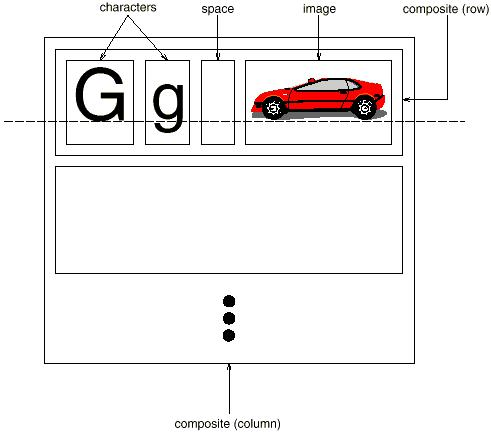 characters
space
image
composite (row)
G g
composite (column)